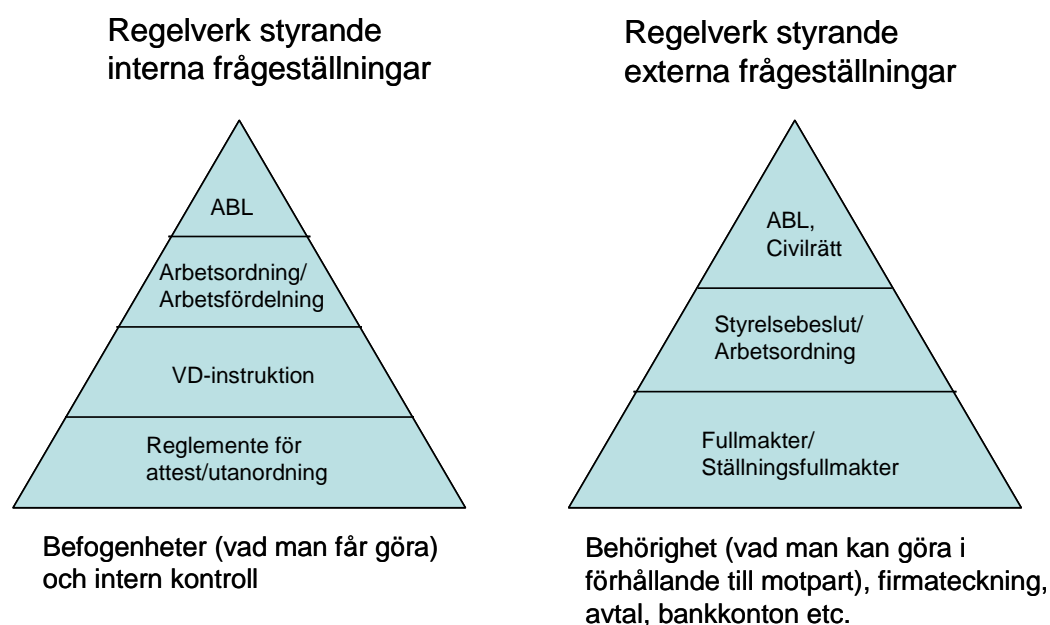 Regelverk styrande
interna frågeställningar
ABL
Arbetsordning/
Arbetsfördelning
VD-instruktion
Reglemente för
attest/utanordning
Befogenheter (vad man får göra)
och intern kontroll
Regelverk styrande
externa frågeställningar
ABL,
Civilrätt
Styrelsebeslut/
Arbetsordning
Fullmakter/
Ställningsfullmakter
Behörighet (vad man kan göra i
förhållande till motpart), firmateckning,
avtal, bankkonton etc.